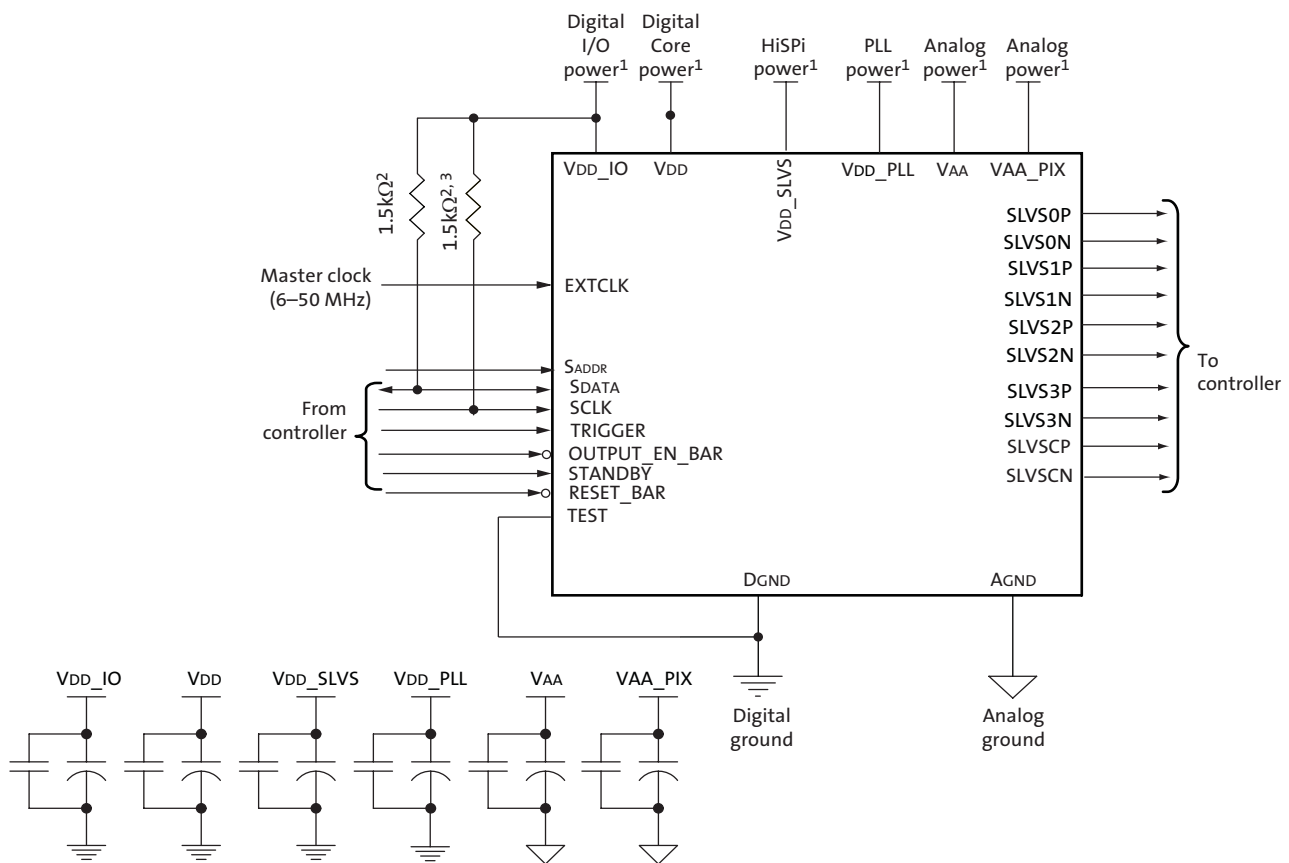 Digital
I/O
power1
Digital
Core
power1
HiSPi
power1
PLL
power1
Analog
power1
Analog
power1
VDD_IO
VDD
VDD_SLVS
VDD_PLL
VAA
VAA_PIX
1.5kΩ2
1.5kΩ2, 3
Master clock
(6–50 MHz)
EXTCLK
SADDR
SDATA
SCLK
TRIGGER
OUTPUT_EN_BAR
STANDBY
RESET_BAR
TEST
From
controller
SLVS0P
SLVS0N
SLVS1P
SLVS1N
SLVS2P
SLVS2N
SLVS3P
SLVS3N
SLVSCP
SLVSCN
To
controller
DGND
AGND
Digital
ground
Analog
ground
VDD_IO
VDD
VDD_SLVS
VDD_PLL
VAA
VAA_PIX